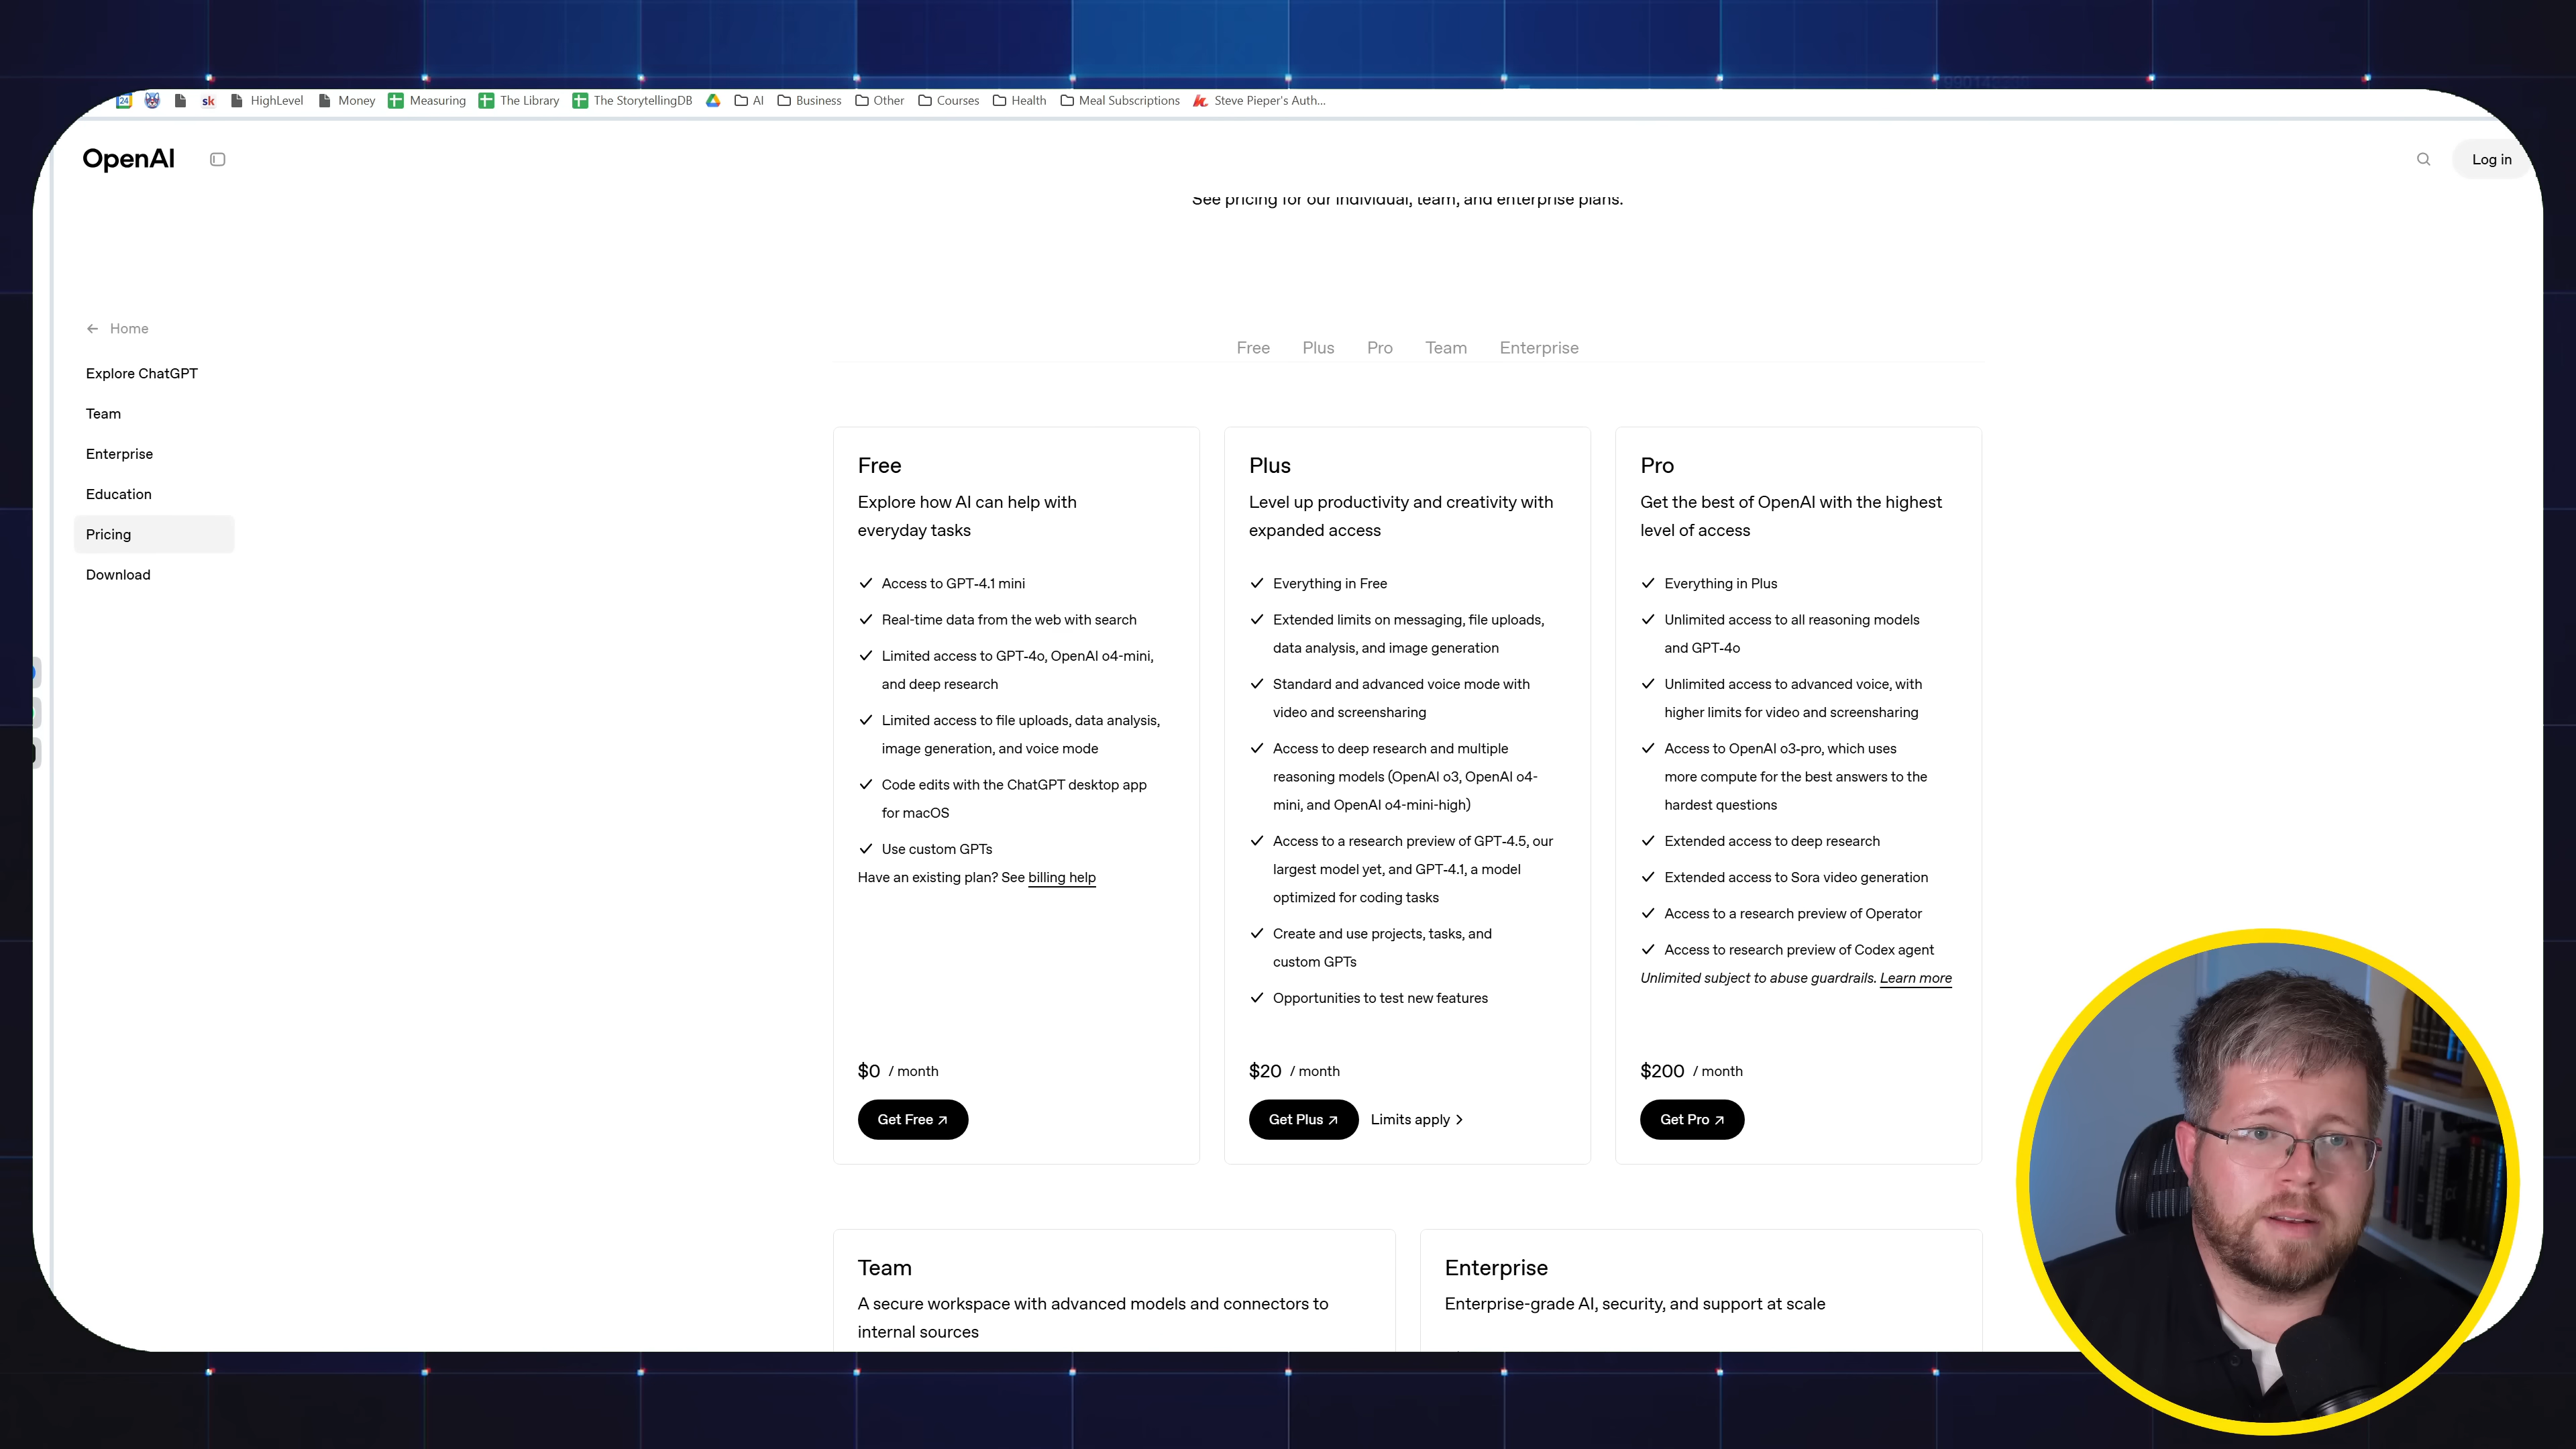 24
sk
HighLevel
Money
Measuring
The Library
The StorytellingDB
AI
Business
Other
Courses
Health
Meal Subscriptions
Steve Pieper's Auth...
OpenAI
Log in
See pricing for our individual, team, and enterprise plans.
Home
Explore ChatGPT
Team
Enterprise
Education
Pricing
Download
Free
Plus
Pro
Team
Enterprise
Free
Explore how AI can help with
everyday tasks
Access to GPT-4.1 mini
Real-time data from the web with search
Limited access to GPT-4o, OpenAI o4-mini,
and deep research
Limited access to file uploads, data analysis,
image generation, and voice mode
Code edits with the ChatGPT desktop app
for macOS
Use custom GPTs
Have an existing plan? See billing help
$0 / month
Get Free ↗
Plus
Level up productivity and creativity with
expanded access
Everything in Free
Extended limits on messaging, file uploads,
data analysis, and image generation
Standard and advanced voice mode with
video and screensharing
Access to deep research and multiple
reasoning models (OpenAI o3, OpenAI o4-
mini, and OpenAI o4-mini-high)
Access to a research preview of GPT-4.5, our
largest model yet, and GPT-4.1, a model
optimized for coding tasks
Create and use projects, tasks, and
custom GPTs
Opportunities to test new features
$20 / month
Get Plus ↗
Limits apply >
Pro
Get the best of OpenAI with the highest
level of access
Everything in Plus
Unlimited access to all reasoning models
and GPT-4o
Unlimited access to advanced voice, with
higher limits for video and screensharing
Access to OpenAI o3-pro, which uses
more compute for the best answers to the
hardest questions
Extended access to deep research
Extended access to Sora video generation
Access to a research preview of Operator
Access to research preview of Codex agent
Unlimited subject to abuse guardrails. Learn more
$200 / month
Get Pro ↗
Team
A secure workspace with advanced models and connectors to
internal sources
Enterprise
Enterprise-grade AI, security, and support at scale